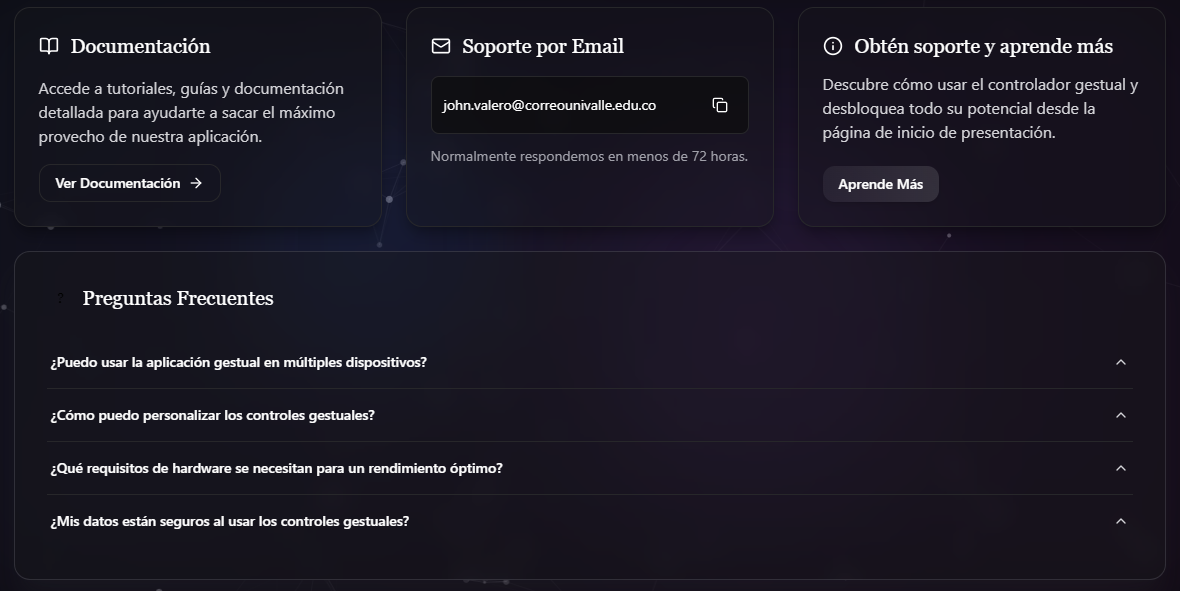 Documentación
Accede a tutoriales, guías y documentación
detallada para ayudarte a sacar el máximo
provecho de nuestra aplicación.
Ver Documentación
Soporte por Email
john.valero@correounivalle.edu.co
Normalmente respondemos en menos de 72 horas.
Obtén soporte y aprende más
Descubre cómo usar el controlador gestual y
desbloquea todo su potencial desde la
página de inicio de presentación.
Aprende Más
? Preguntas Frecuentes
¿Puedo usar la aplicación gestual en múltiples dispositivos?
¿Cómo puedo personalizar los controles gestuales?
¿Qué requisitos de hardware se necesitan para un rendimiento óptimo?
¿Mis datos están seguros al usar los controles gestuales?